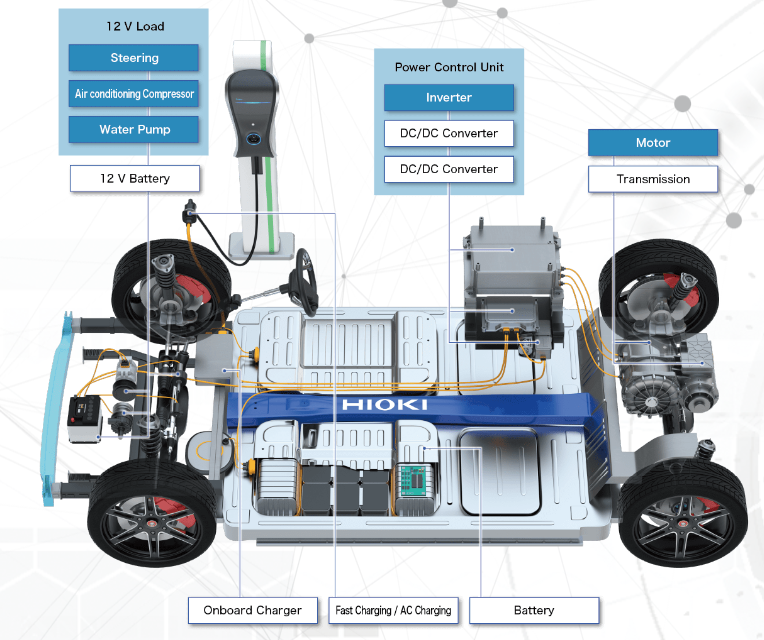 12 V Load
Steering
Air conditioning Compressor
Water Pump
12 V Battery
Power Control Unit
Inverter
DC/DC Converter
DC/DC Converter
Motor
Transmission
HIOKI
Onboard Charger
Fast Charging / AC Charging
Battery